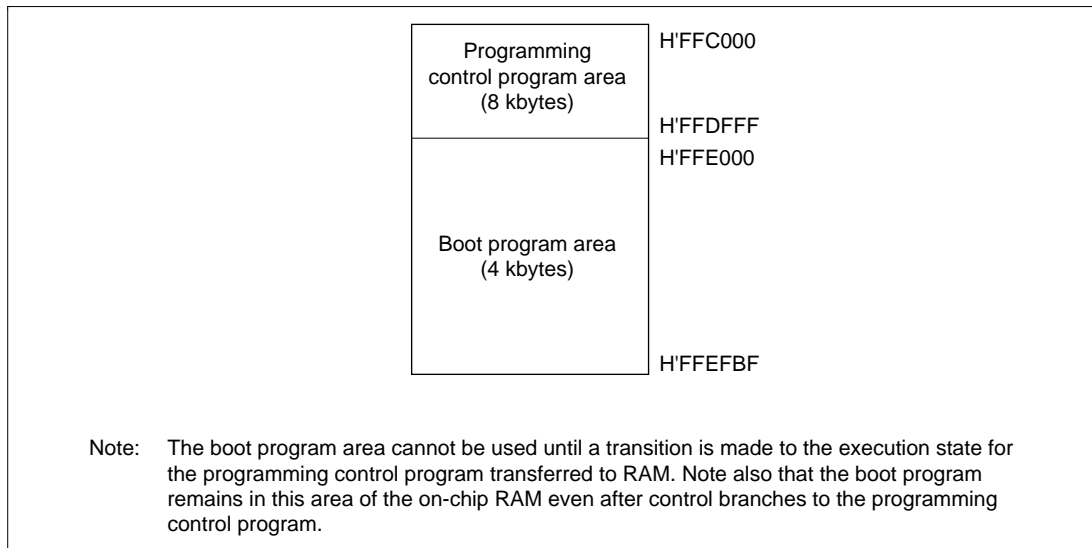 Programming
control program area
(8 kbytes)
H'FFC000
H'FFDFFF
H'FFE000
Boot program area
(4 kbytes)
H'FFEFBF
Note: The boot program area cannot be used until a transition is made to the execution state for
the programming control program transferred to RAM. Note also that the boot program
remains in this area of the on-chip RAM even after control branches to the programming
control program.